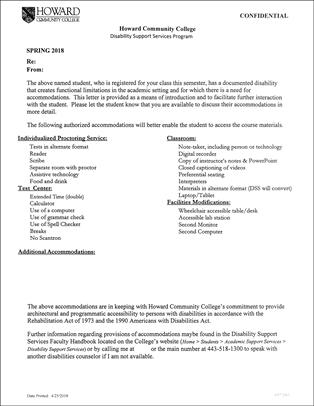 HOWARD
COMMUNITY COLLEGE
CONFIDENTIAL
Howard Community College
Disability Support Services Program
SPRING 2018
Re:
From:
The above named student, who is registered for your class this semester, has a documented disability
that creates functional limitations in the academic setting and for which there is a need for
accommodations. This letter is provided as a means of introduction and to facilitate further interaction
with the student. Please let the student know that you are available to discuss their accommodations in
more detail.
The following authorized accommodations will better enable the student to access the course materials.
Individualized Proctoring Service:
Tests in alternate format
Reader
Scribe
Separate room with proctor
Assistive technology
Food and drink
Test Center:
Extended Time (double)
Calculator
Use of a computer
Use of grammar check
Use of Spell Checker
Breaks
No Scantron
Classroom:
Note-taker, including person or technology
Digital recorder
Copy of instructor's notes & PowerPoint
Closed captioning of videos
Preferential seating
Interpreters
Materials in alternate format (DSS will convert)
Laptop/Tablet
Facilities Modifications:
Wheelchair accessible table/desk
Accessible lab station
Second Monitor
Second Computer
Additional Accommodations:
The above accommodations are in keeping with Howard Community College's commitment to provide
architectural and programmatic accessibility to persons with disabilities in accordance with the
Rehabilitation Act of 1973 and the 1990 Americans with Disabilities Act.
Further information regarding provisions of accommodations maybe found in the Disability Support
Services Faculty Handbook located on the College's website (Home > Students > Academic Support Services >
Disability Support Services) or by calling me at or the main number at 443-518-1300 to speak with
another disabilities counselor if I am not available.
Date Printed: 4/25/2018